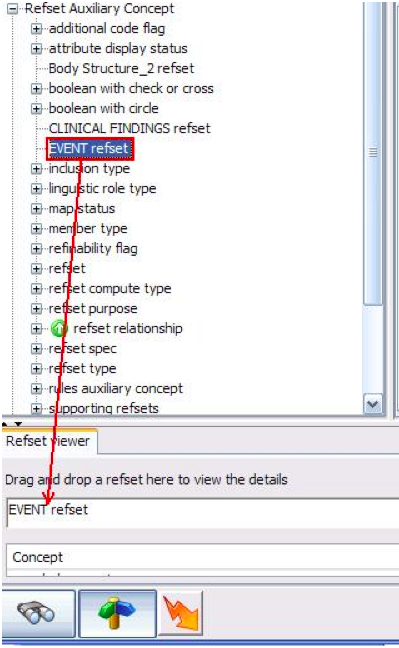 Refset Auxiliary Concept
additional code flag
attribute display status
Body Structure_2 refset
boolean with check or cross
boolean with circle
CLINICAL FINDINGS refset
EVENT refset
inclusion type
linguistic role type
map status
member type
refinability flag
refset
refset compute type
refset purpose
refset relationship
refset spec
refset type
rules auxiliary concept
supporting refsets
Refset viewer
Drag and drop a refset here to view the details
EVENT refset
Concept